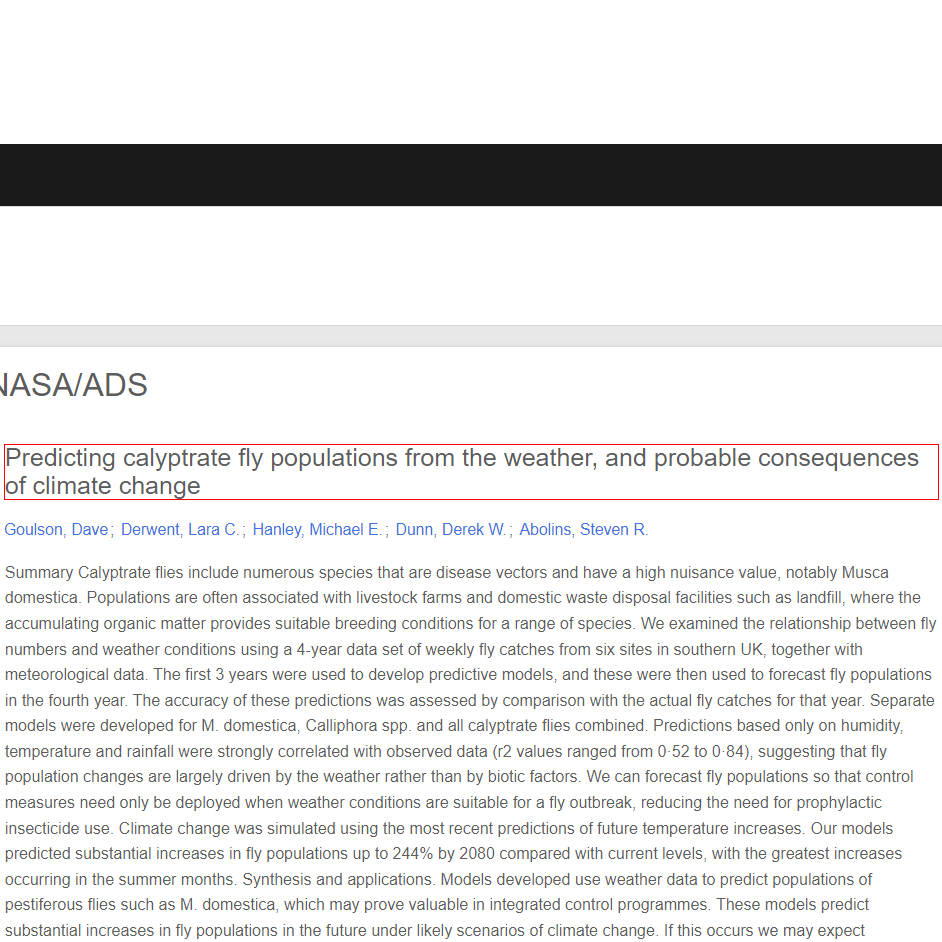 NASA/ADS
Predicting calyptrate fly populations from the weather, and probable consequences
of climate change
Goulson, Dave; Derwent, Lara C.; Hanley, Michael E.; Dunn, Derek W.; Abolins, Steven R.
Summary Calyptrate flies include numerous species that are disease vectors and have a high nuisance value, notably Musca
domestica. Populations are often associated with livestock farms and domestic waste disposal facilities such as landfill, where the
accumulating organic matter provides suitable breeding conditions for a range of species. We examined the relationship between fly
numbers and weather conditions using a 4-year data set of weekly fly catches from six sites in southern UK, together with
meteorological data. The first 3 years were used to develop predictive models, and these were then used to forecast fly populations
in the fourth year. The accuracy of these predictions was assessed by comparison with the actual fly catches for that year. Separate
models were developed for M. domestica, Calliphora spp. and all calyptrate flies combined. Predictions based only on humidity,
temperature and rainfall were strongly correlated with observed data (r2 values ranged from 0·52 to 0·84), suggesting that fly
population changes are largely driven by the weather rather than by biotic factors. We can forecast fly populations so that control
measures need only be deployed when weather conditions are suitable for a fly outbreak, reducing the need for prophylactic
insecticide use. Climate change was simulated using the most recent predictions of future temperature increases. Our models
predicted substantial increases in fly populations up to 244% by 2080 compared with current levels, with the greatest increases
occurring in the summer months. Synthesis and applications. Models developed use weather data to predict populations of
pestiferous flies such as M. domestica, which may prove valuable in integrated control programmes. These models predict
substantial increases in fly populations in the future under likely scenarios of climate change. If this occurs we may expect